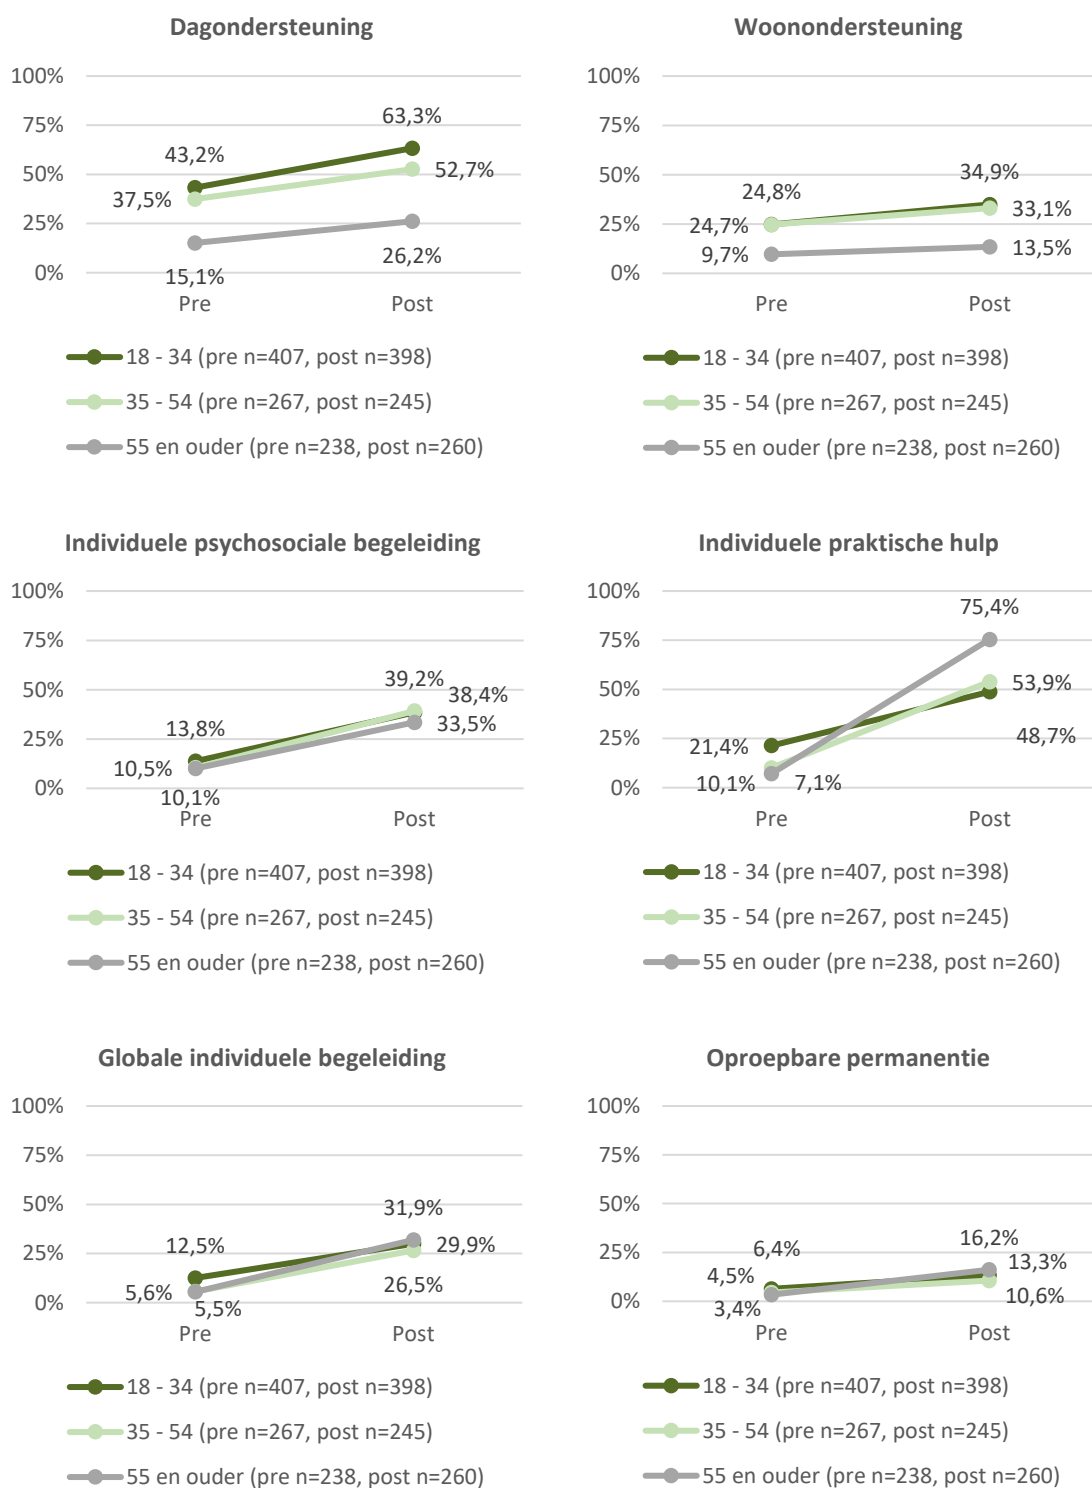 Dagondersteuning
100%
75%
50%
25%
0%
43,2%
63,3%
37,5%
52,7%
15,1%
26,2%
Pre
Post
18 - 34 (pre n=407, post n=398)
35 - 54 (pre n=267, post n=245)
55 en ouder (pre n=238, post n=260)
Woonondersteuning
100%
75%
50%
25%
0%
24,8%
34,9%
24,7%
33,1%
9,7%
13,5%
Pre
Post
18 - 34 (pre n=407, post n=398)
35 - 54 (pre n=267, post n=245)
55 en ouder (pre n=238, post n=260)
Individuele psychosociale begeleiding
100%
75%
50%
25%
0%
13,8%
39,2%
38,4%
10,5%
33,5%
10,1%
Pre
Post
18 - 34 (pre n=407, post n=398)
35 - 54 (pre n=267, post n=245)
55 en ouder (pre n=238, post n=260)
Individuele praktische hulp
100%
75%
50%
25%
0%
75,4%
53,9%
21,4%
48,7%
10,1%
7,1%
Pre
Post
18 - 34 (pre n=407, post n=398)
35 - 54 (pre n=267, post n=245)
55 en ouder (pre n=238, post n=260)
Globale individuele begeleiding
100%
75%
50%
25%
0%
12,5%
31,9%
29,9%
5,6%
26,5%
5,5%
Pre
Post
18 - 34 (pre n=407, post n=398)
35 - 54 (pre n=267, post n=245)
55 en ouder (pre n=238, post n=260)
Oproepbare permanentie
100%
75%
50%
25%
0%
6,4%
16,2%
13,3%
4,5%
10,6%
3,4%
Pre
Post
18 - 34 (pre n=407, post n=398)
35 - 54 (pre n=267, post n=245)
55 en ouder (pre n=238, post n=260)